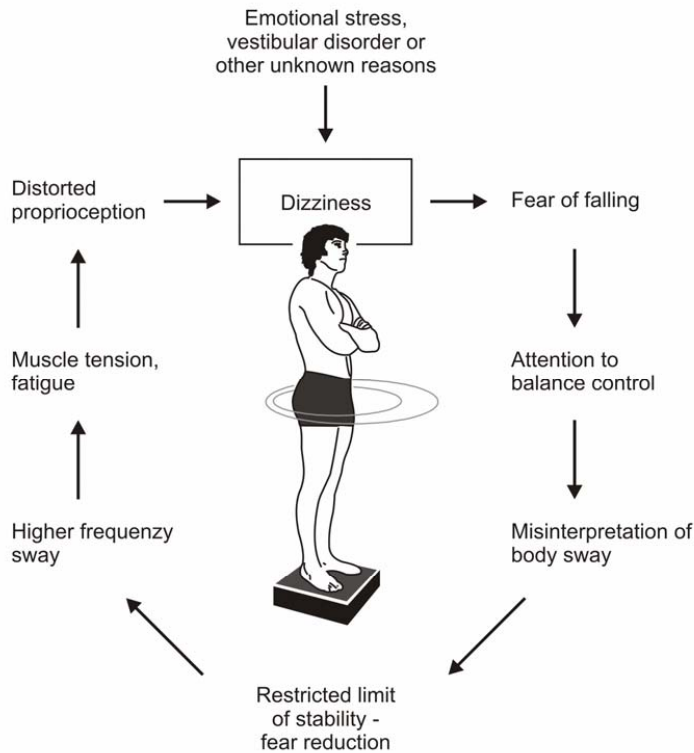 Emotional stress,
vestibular disorder or
other unknown reasons
Dizziness
Fear of falling
Attention to
balance control
Misinterpretation of
body sway
Restricted limit
of stability -
fear reduction
Higher frequenzy
sway
Muscle tension,
fatigue
Distorted
proprioception